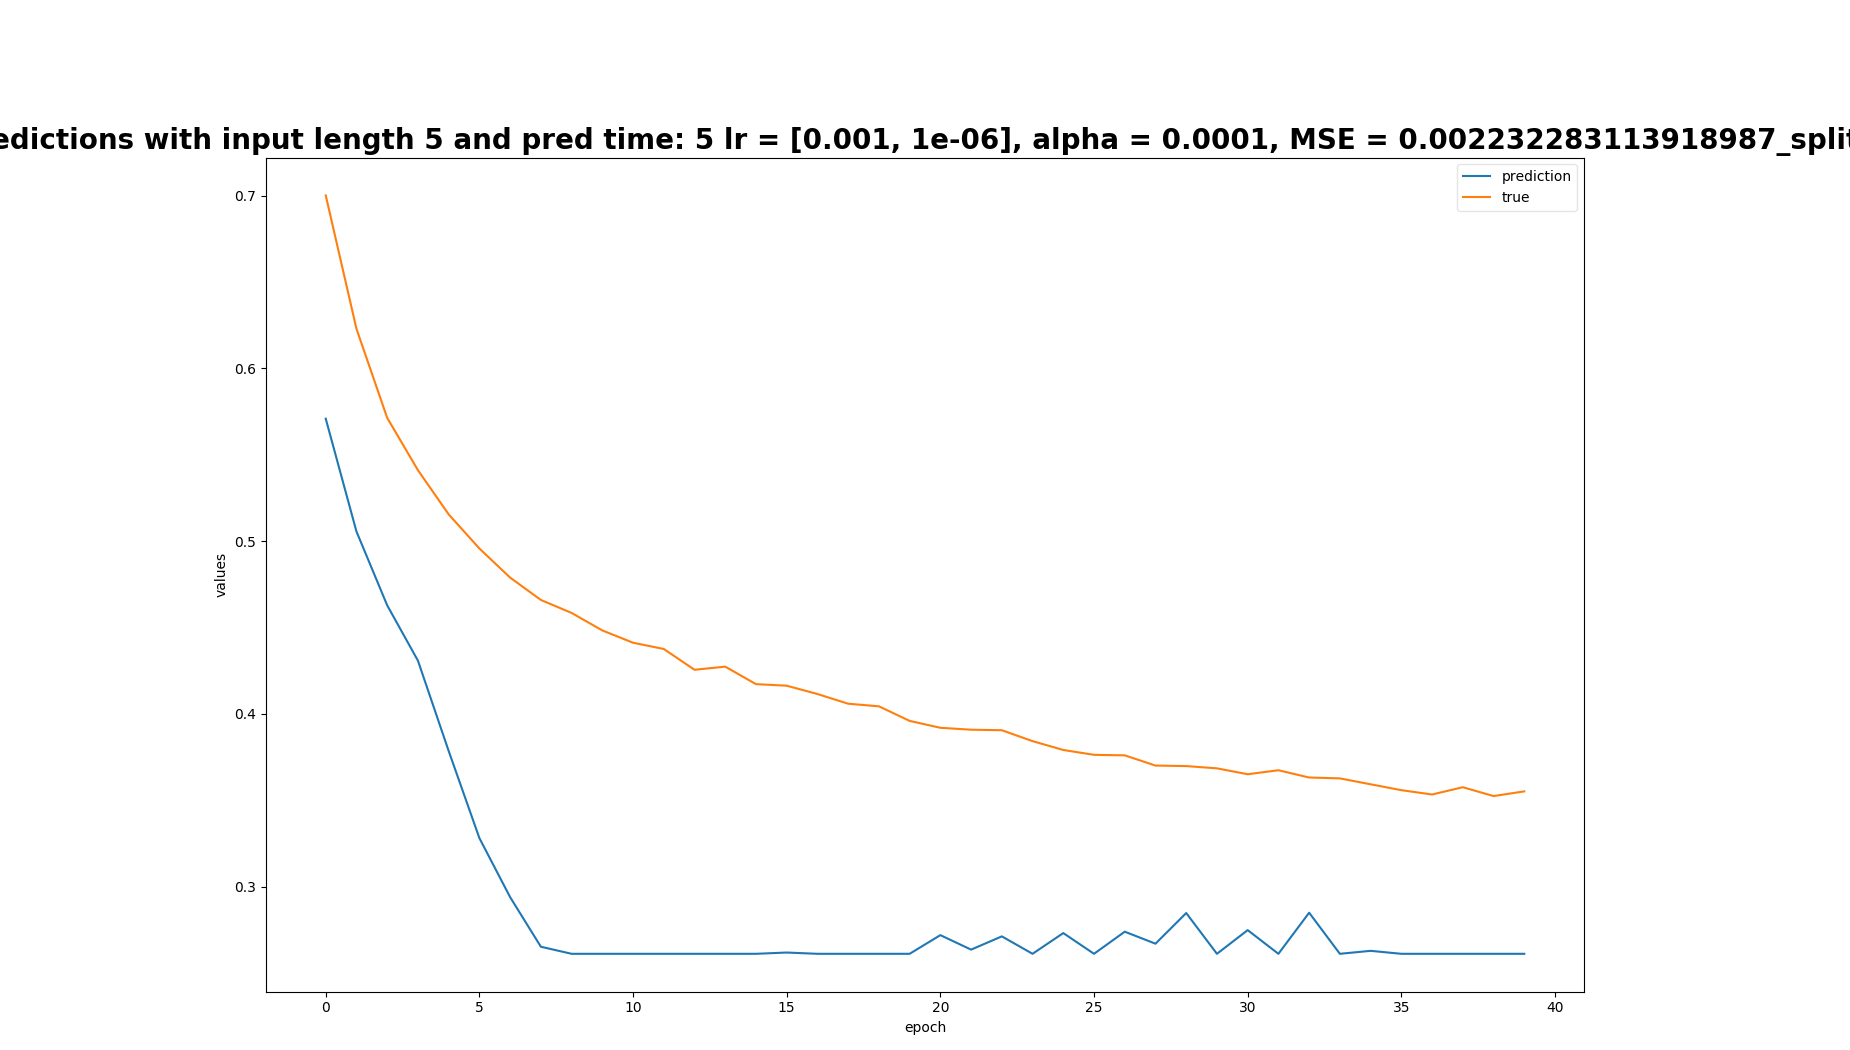 edictions with input length 5 and pred time: 5 lr = [0.001, 1e-06], alpha = 0.0001, MSE = 0.002232283113918987_split
prediction
true
0.7
0.6
0.5
0.4
0.3
values
0 5 10 15 20 25 30 35 40
epoch